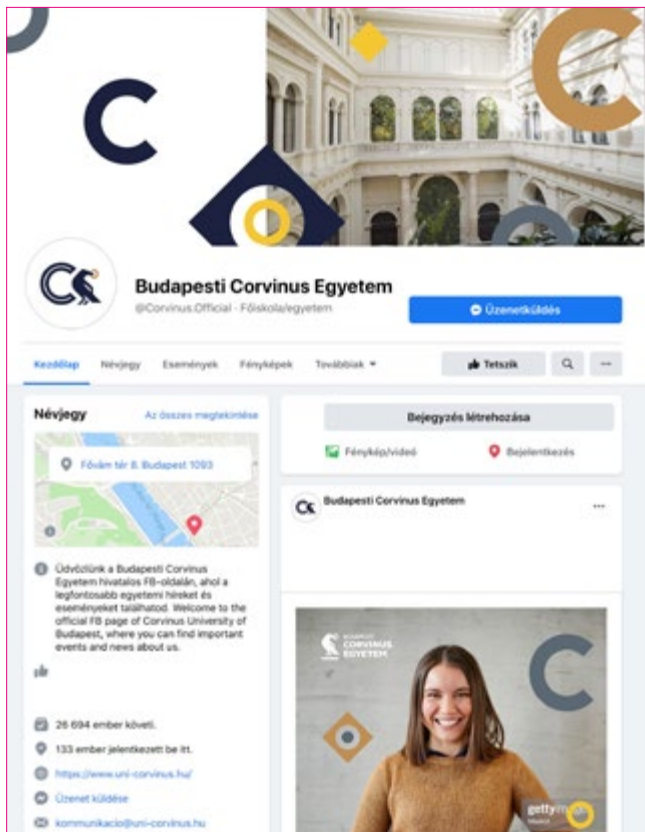 Budapesti Corvinus Egyetem
@Corvinus.Official · Főiskola/egyetem
Üzenetküldés
Kezdőlap Névjegy Események Fényképek Továbbiak
Tetszik
Névjegy
Az összes megtekintése
Fővám tér 8. Budapest 1093
Üdvözlünk a Budapesti Corvinus
Egyetem hivatalos FB-oldalán, ahol a
legfontosabb egyetemi híreket és
eseményeket találhatod. Welcome to the
official FB page of Corvinus University of
Budapest, where you can find important
events and news about us.
26 694 ember követi.
133 ember jelentkezett be itt.
https://www.uni-corvinus.hu/
Üzenet küldése
kommunikacio@uni-corvinus.hu
Bejegyzés létrehozása
Fénykép/videó
Bejelentkezés
Budapesti Corvinus Egyetem
BUDAPESTI
CORVINUS
EGYETEM